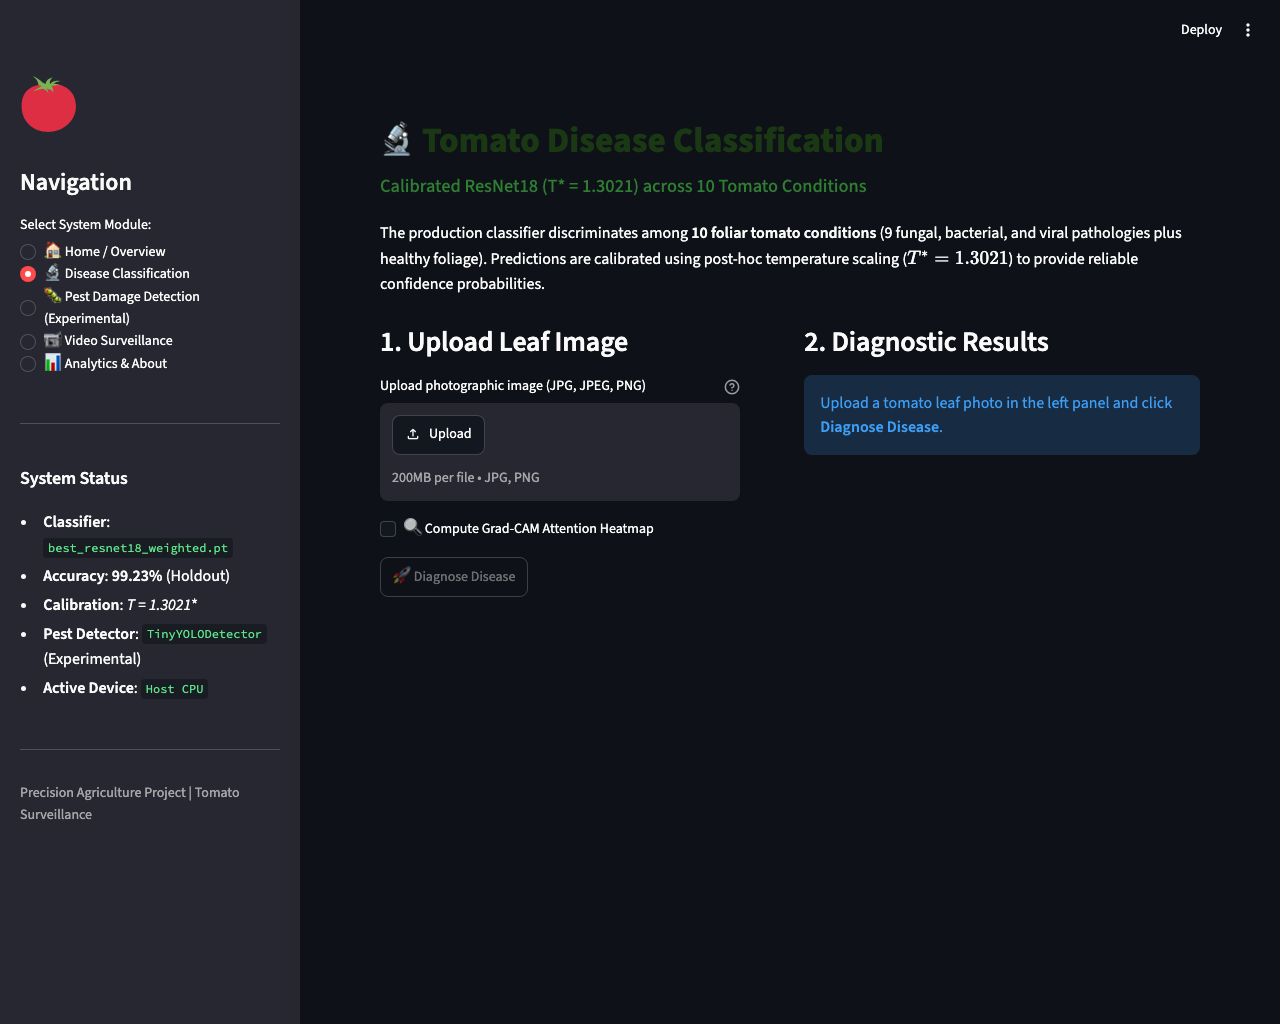 Deploy
Navigation
Select System Module:
🏠 Home / Overview
🔬 Disease Classification
🐛 Pest Damage Detection
(Experimental)
📹 Video Surveillance
📊 Analytics & About
System Status
• Classifier:
best_resnet18_weighted.pt
• Accuracy: 99.23% (Holdout)
• Calibration: T = 1.3021*
• Pest Detector: TinyYOLODetector
(Experimental)
• Active Device: Host CPU
Precision Agriculture Project | Tomato
Surveillance
🔬 Tomato Disease Classification
Calibrated ResNet18 (T* = 1.3021) across 10 Tomato Conditions
The production classifier discriminates among 10 foliar tomato conditions (9 fungal, bacterial, and viral pathologies plus
healthy foliage). Predictions are calibrated using post-hoc temperature scaling (T* = 1.3021) to provide reliable
confidence probabilities.
1. Upload Leaf Image
Upload photographic image (JPG, JPEG, PNG)
Upload
200MB per file • JPG, PNG
🔍 Compute Grad-CAM Attention Heatmap
🚀 Diagnose Disease
2. Diagnostic Results
Upload a tomato leaf photo in the left panel and click
Diagnose Disease.